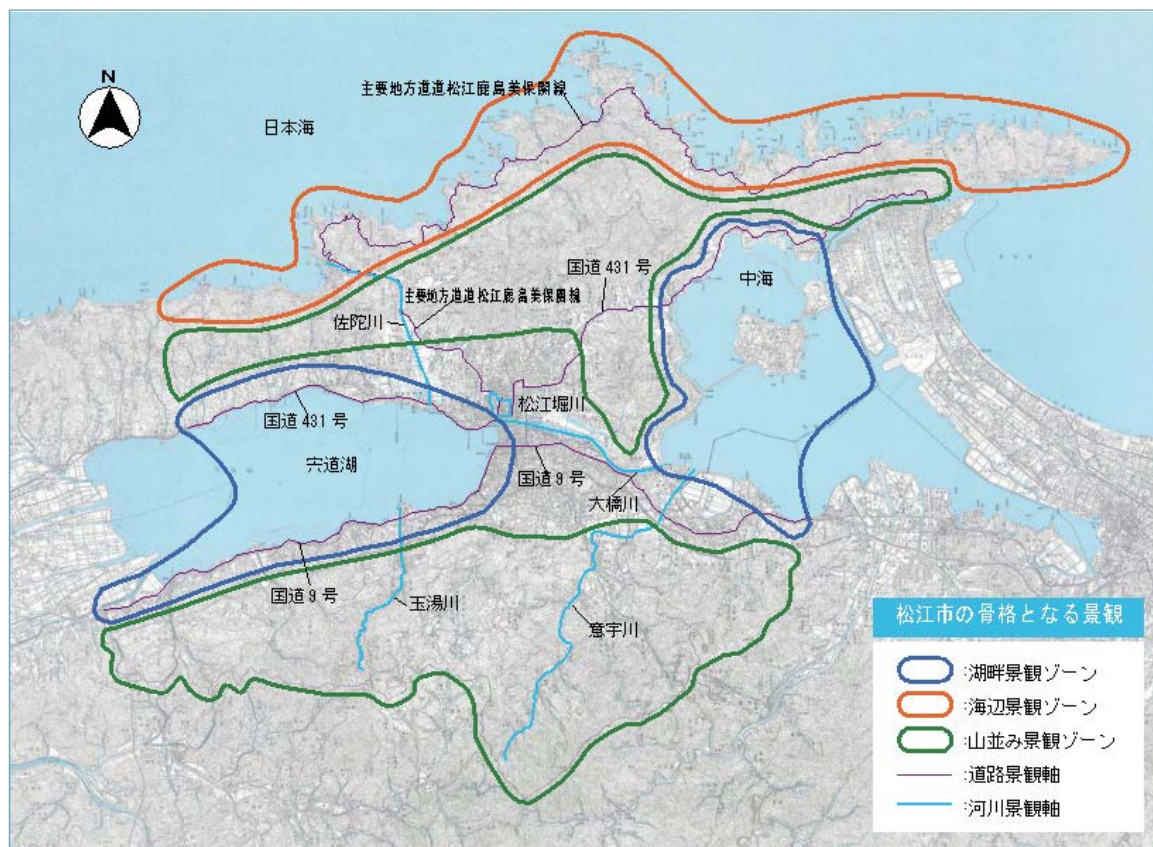 N
主要地方道道松江鹿島美保関線
日本海
国道431号
中海
主要地方道道松江鹿島美保関線
佐陀川
松江堀川
国道431号
宍道湖
国道9号
大橋川
国道9号
玉湯川
意宇川
松江市の骨格となる景観
:湖畔景観ゾーン
:海辺景観ゾーン
:山並み景観ゾーン
:道路景観軸
:河川景観軸